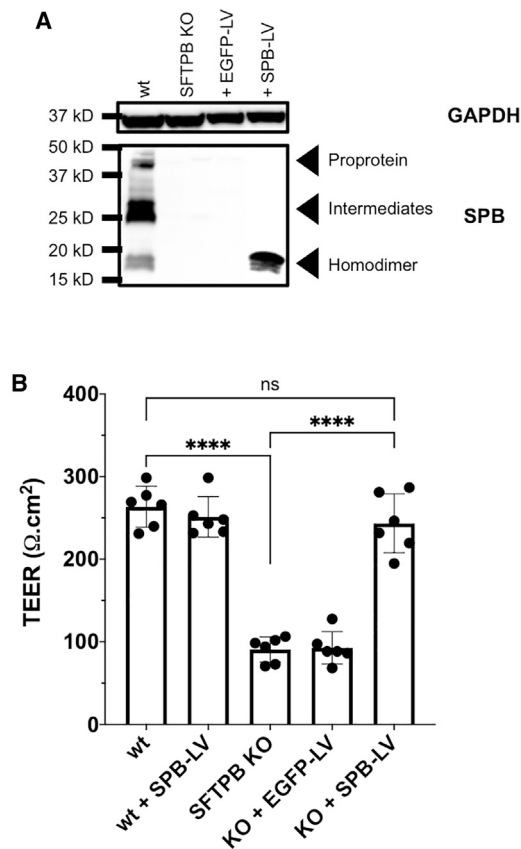 A
wt
SFTPB KO
+ EGFP-LV
+ SPB-LV
37 kD
GAPDH
50 kD
Proprotein
37 kD
Intermediates
25 kD
SPB
20 kD
Homodimer
15 kD
B
ns
****
****
TEER (Ω.cm²)
400
300
200
100
0
wt
wt + SPB-LV
SFTPB KO
KO + EGFP-LV
KO + SPB-LV